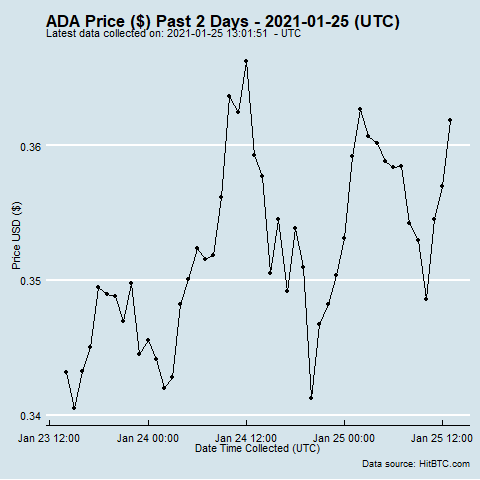 ADA Price ($) Past 2 Days - 2021-01-25 (UTC)
Latest data collected on: 2021-01-25 13:01:51  - UTC
0.36
0.35
0.34
Price USD ($)
Jan 23 12:00 Jan 24 00:00 Jan 24 12:00 Jan 25 00:00 Jan 25 12:00
Date Time Collected (UTC)
Data source: HitBTC.com